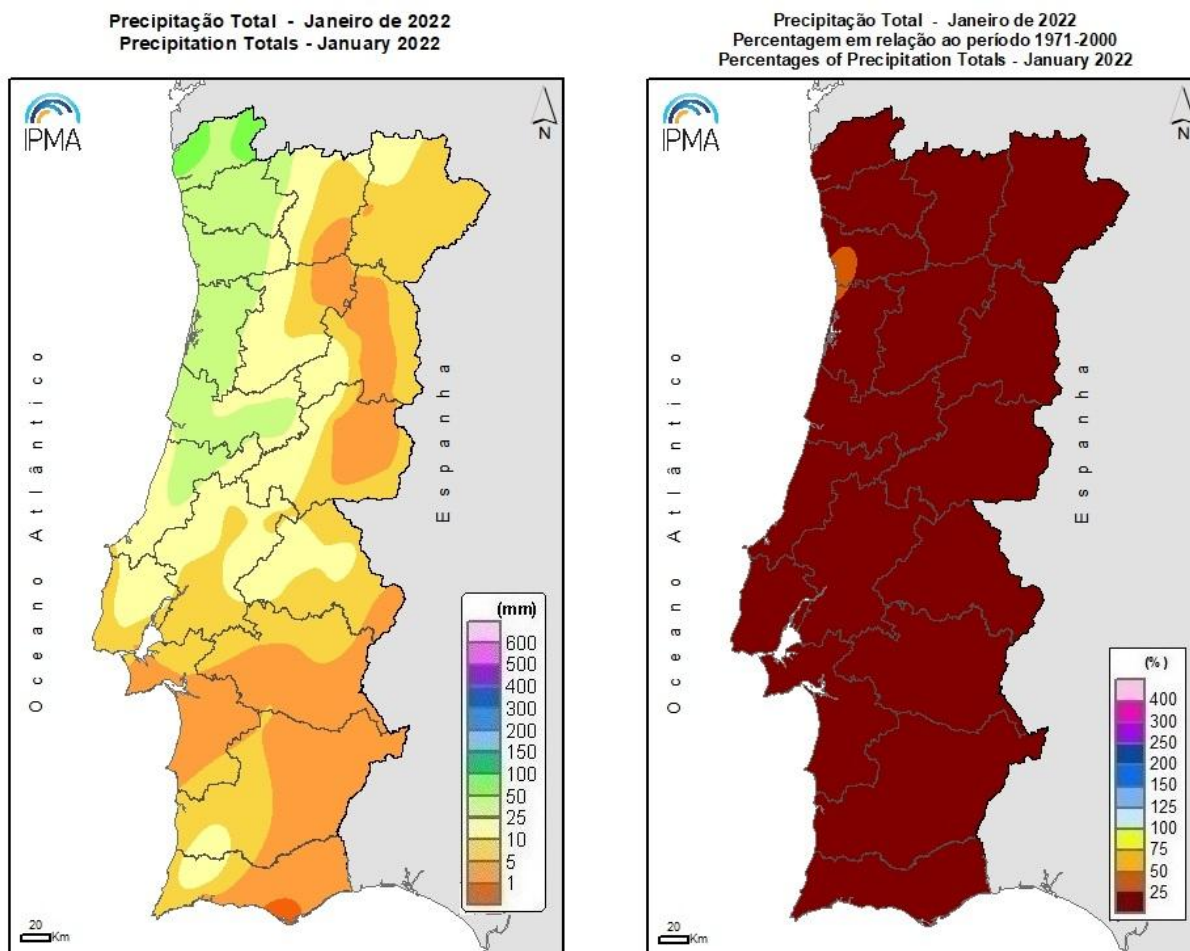 Precipitação Total - Janeiro de 2022
Precipitation Totals - January 2022
IPMA
N
Oceano Atlântico
Espanha
(mm)
600
500
400
300
200
150
100
50
25
10
5
1
20
Km
Precipitação Total - Janeiro de 2022
Percentagem em relação ao período 1971-2000
Percentages of Precipitation Totals - January 2022
IPMA
N
Oceano Atlântico
Espanha
(%)
400
300
250
200
150
125
100
75
50
25
20
Km